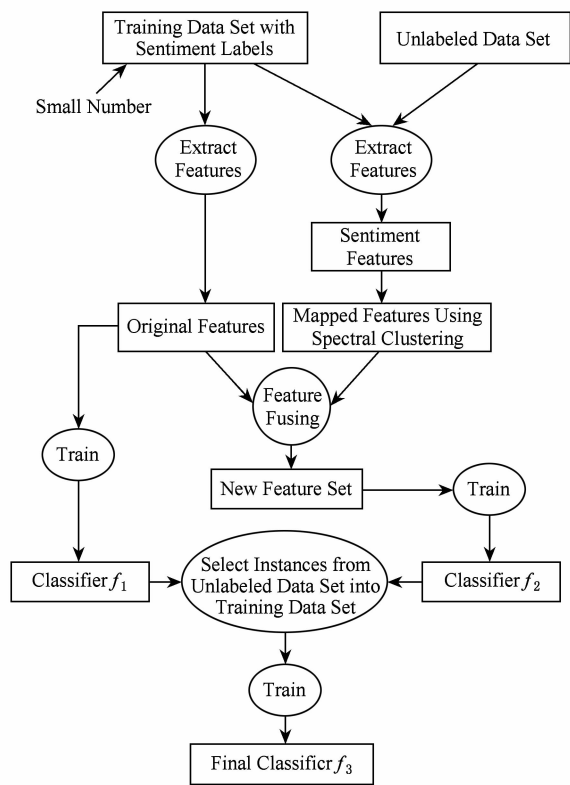 Training Data Set with
Sentiment Labels
Unlabeled Data Set
Small Number
Extract
Features
Extract
Features
Sentiment
Features
Original Features
Mapped Features Using
Spectral Clustering
Feature
Fusing
Train
New Feature Set
Train
Classifier f1
Select Instances from
Unlabeled Data Set into
Training Data Set
Classifier f2
Train
Final Classificr f3